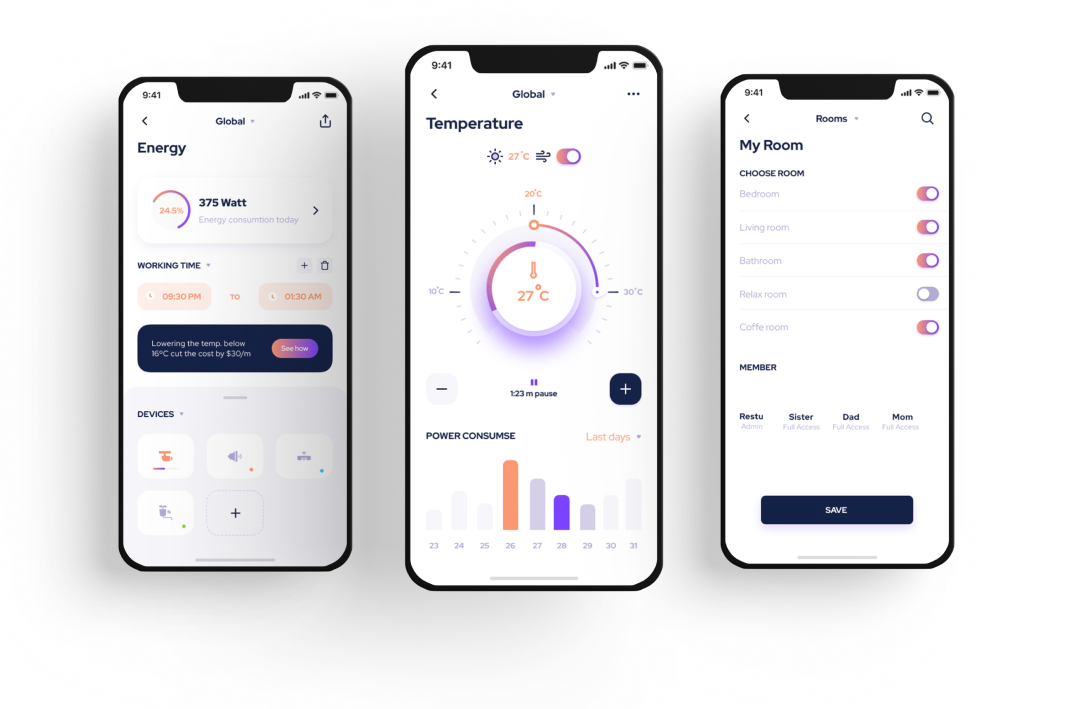 9:41
Global
Energy
24.5%
375 Watt
Energy consumtion today
WORKING TIME
09:30 PM
TO
01:30 AM
Lowering the temp. below
16°C cut the cost by $30/m
See how
DEVICES
9:41
Global
Temperature
27°C
20°C
10°C
30°C
27°C
1:23 m pause
POWER CONSUMSE
Last days
23 24 25 26 27 28 29 30 31
9:41
Rooms
My Room
CHOOSE ROOM
Bedroom
Living room
Bathroom
Relax room
Coffe room
MEMBER
Restu Sister Dad Mom
Admin Full Access Full Access Full Access
SAVE